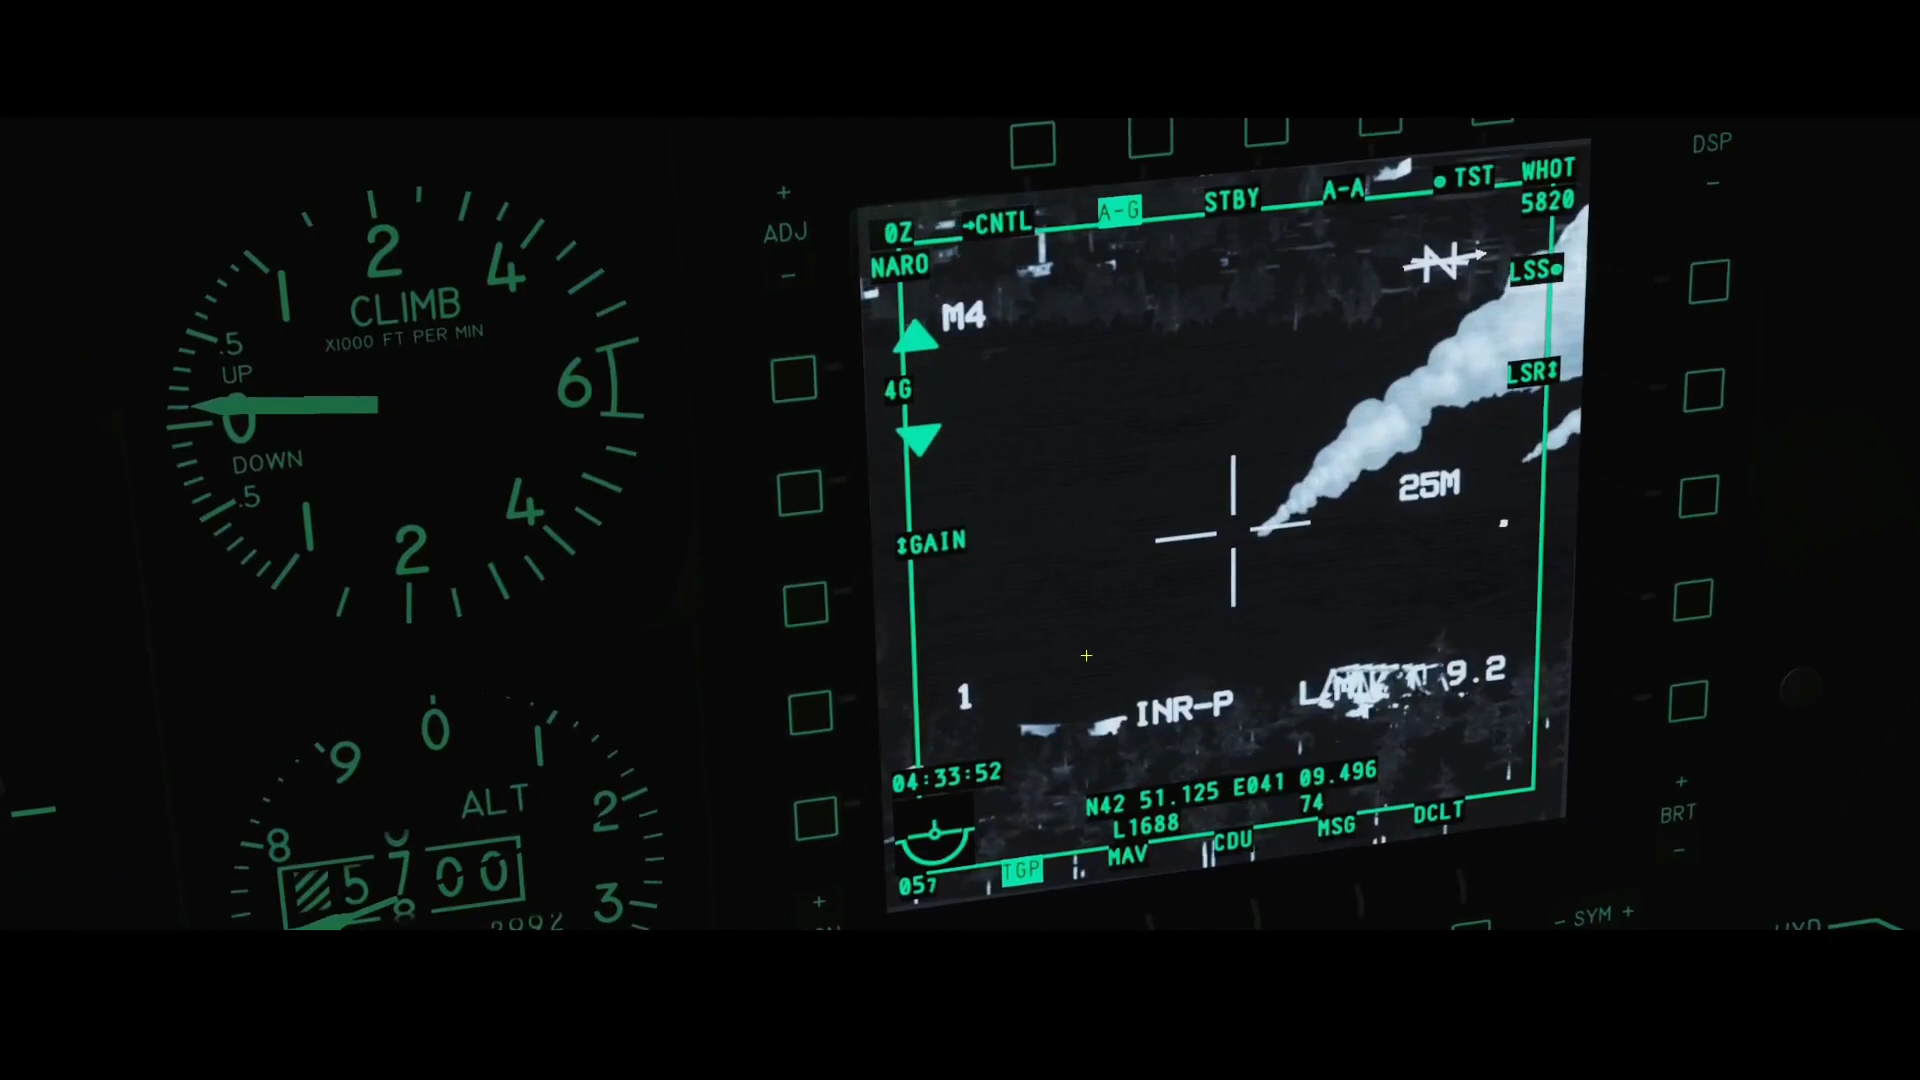 2
4
1
CLIMB
X1000 FT PER MIN
.5
UP
6
0
DOWN
.5
1
4
2
0
1
9
ALT
2
8
5 7 00
8
3
2992
+
ADJ
-
DSP
-
0Z →CNTL A-G STBY A-A TST WHOT
5820
NARO
N
LSS
M4
4G
LSR↕
25M
↕GAIN
1
INR-P
9.2
04:33:52
N42 51.125 E041 09.496
L1688
74
057
TGP
MAV
CDU
MSG
DCLT
+
BRT
-
+
- SYM +